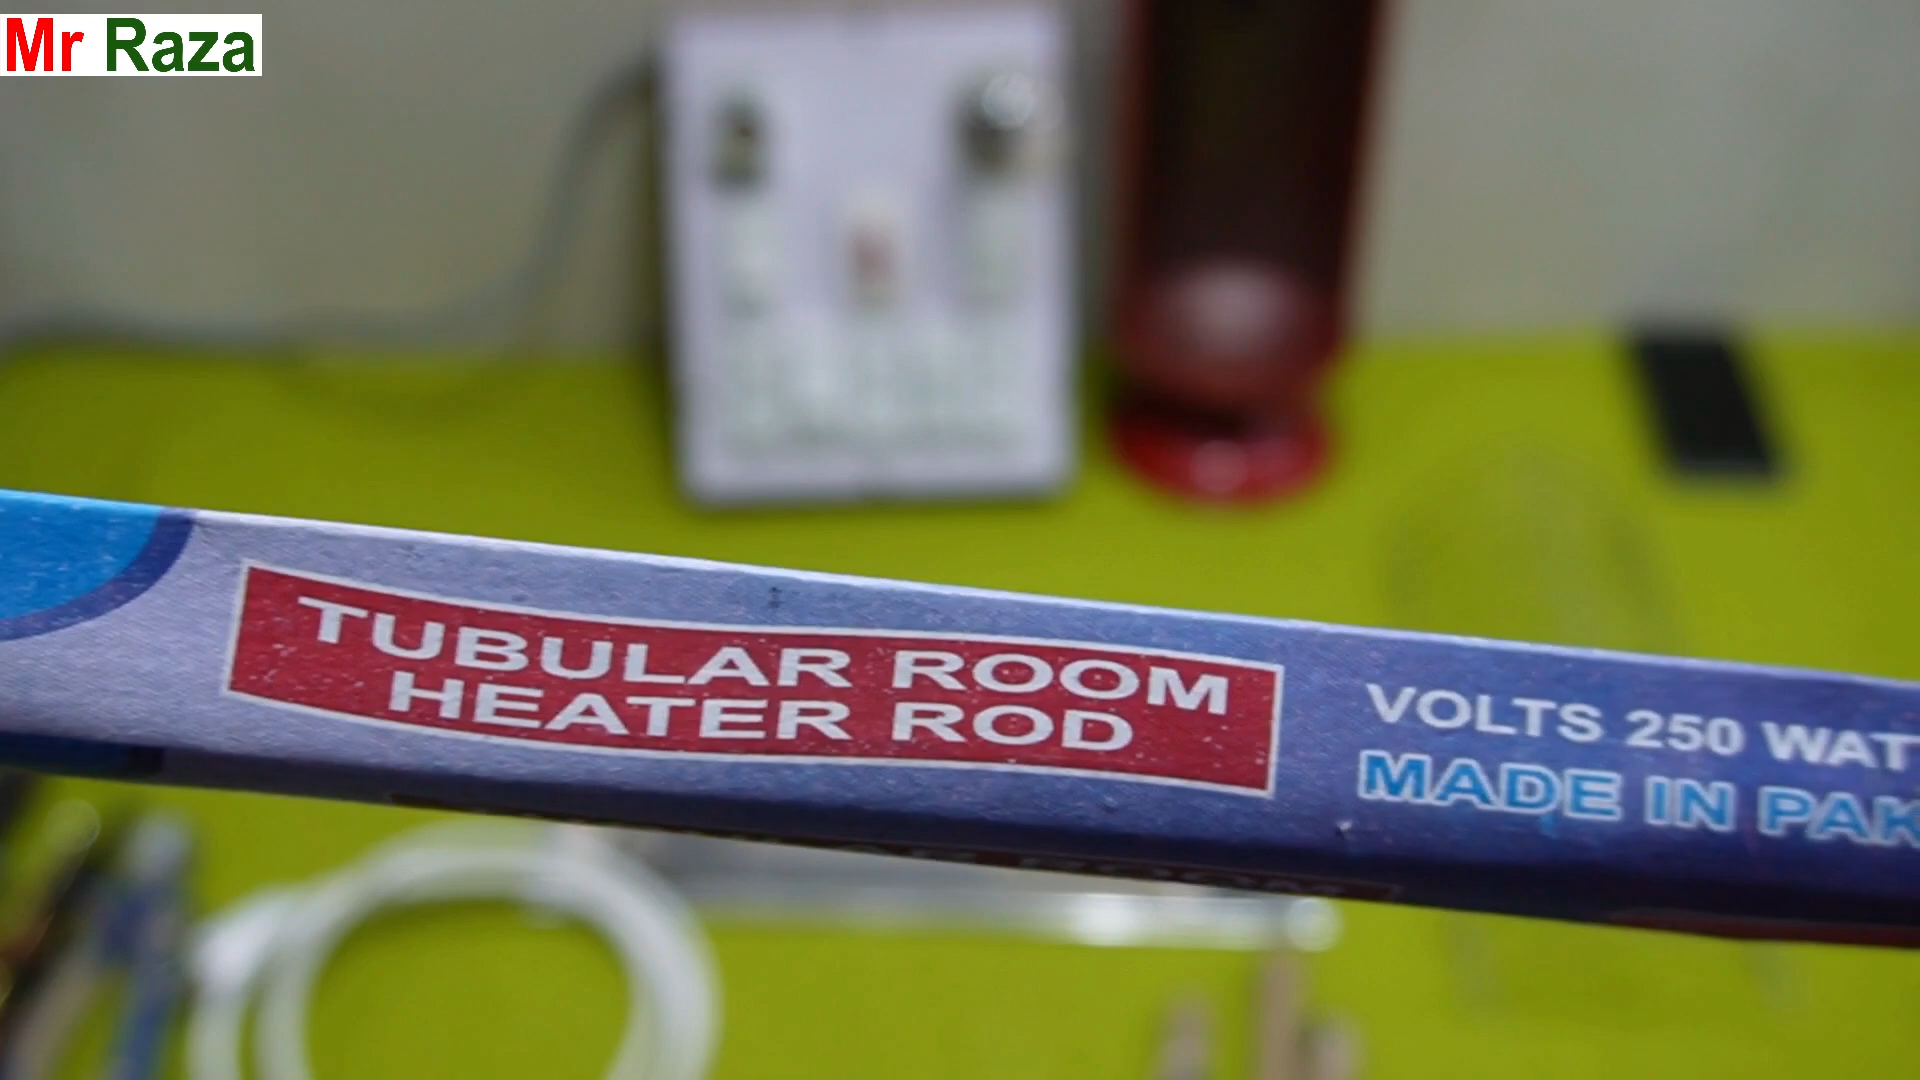 Mr Raza
TUBULAR ROOM
HEATER ROD
VOLTS 250 WAT
MADE IN PAK